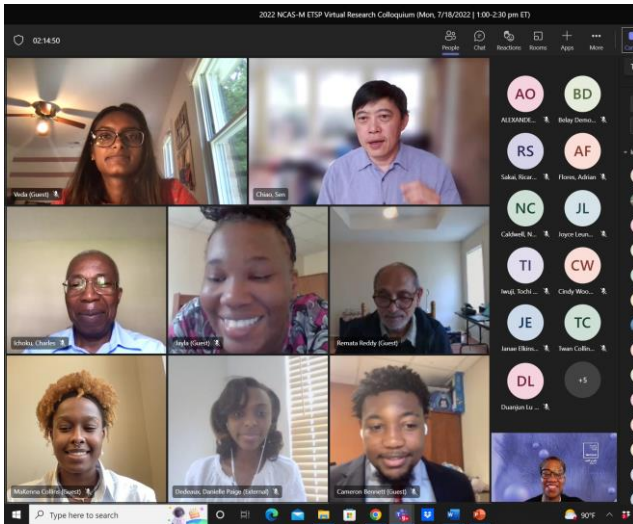 2022 NCAS-M ETSP Virtual Research Colloquium (Mon, 7/18/2022 | 1:00-2:30 pm ET)
02:14:50
People
Chat
Reactions
Rooms
Apps
More
Veda (Guest)
Chiao, Sen
Ichoku, Charles
Jayla (Guest)
Remata Reddy (Guest)
MaKenna Collins (Guest)
Dedeaux, Danielle Paige (External)
Cameron Bennett (Guest)
AO
BD
ALEXANDE...
Belay Demo...
RS
AF
Sakai, Ricar...
Flores, Adrian
NC
JL
Caldwell, N...
Joyce Leun...
TI
CW
Iwuji, Tochi ...
Cindy Woo...
JE
TC
Janae Elkins...
Twan Collin...
DL
+5
Duanjun Lu ...
Type here to search
90°F